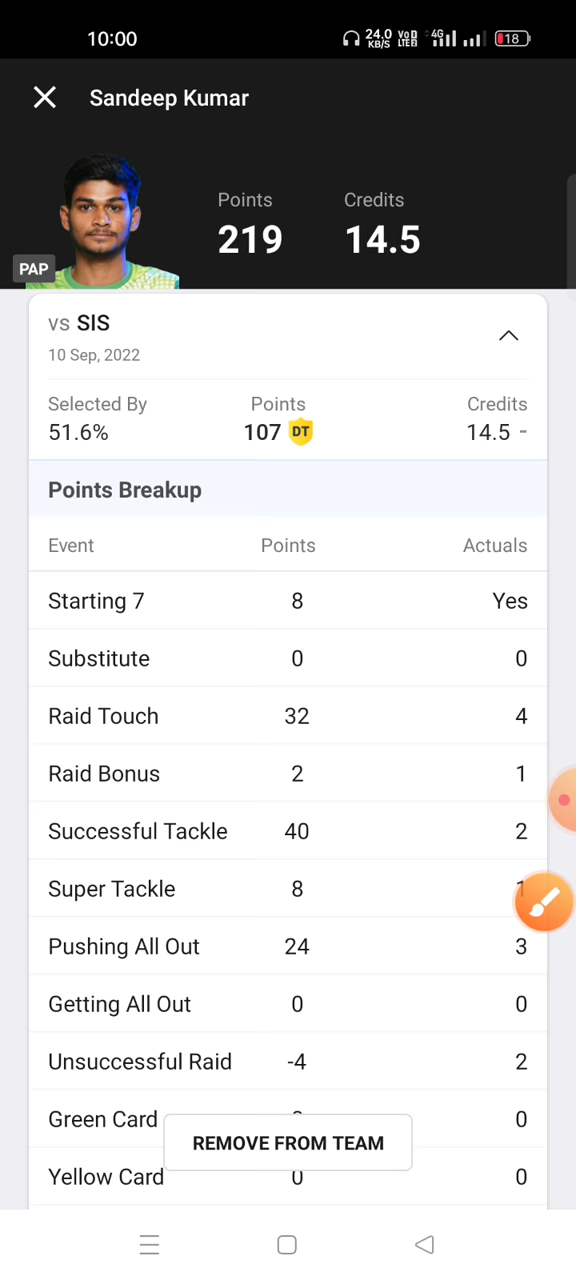 10:00 24.0 KB/S VoD LTE2 4G 18
Sandeep Kumar
Points Credits
219 14.5
PAP
vs SIS
10 Sep, 2022
Selected By Points Credits
51.6% 107 DT 14.5 -
Points Breakup
Event Points Actuals
Starting 7 8 Yes
Substitute 0 0
Raid Touch 32 4
Raid Bonus 2 1
Successful Tackle 40 2
Super Tackle 8 1
Pushing All Out 24 3
Getting All Out 0 0
Unsuccessful Raid -4 2
Green Card 0
REMOVE FROM TEAM
Yellow Card 0 0